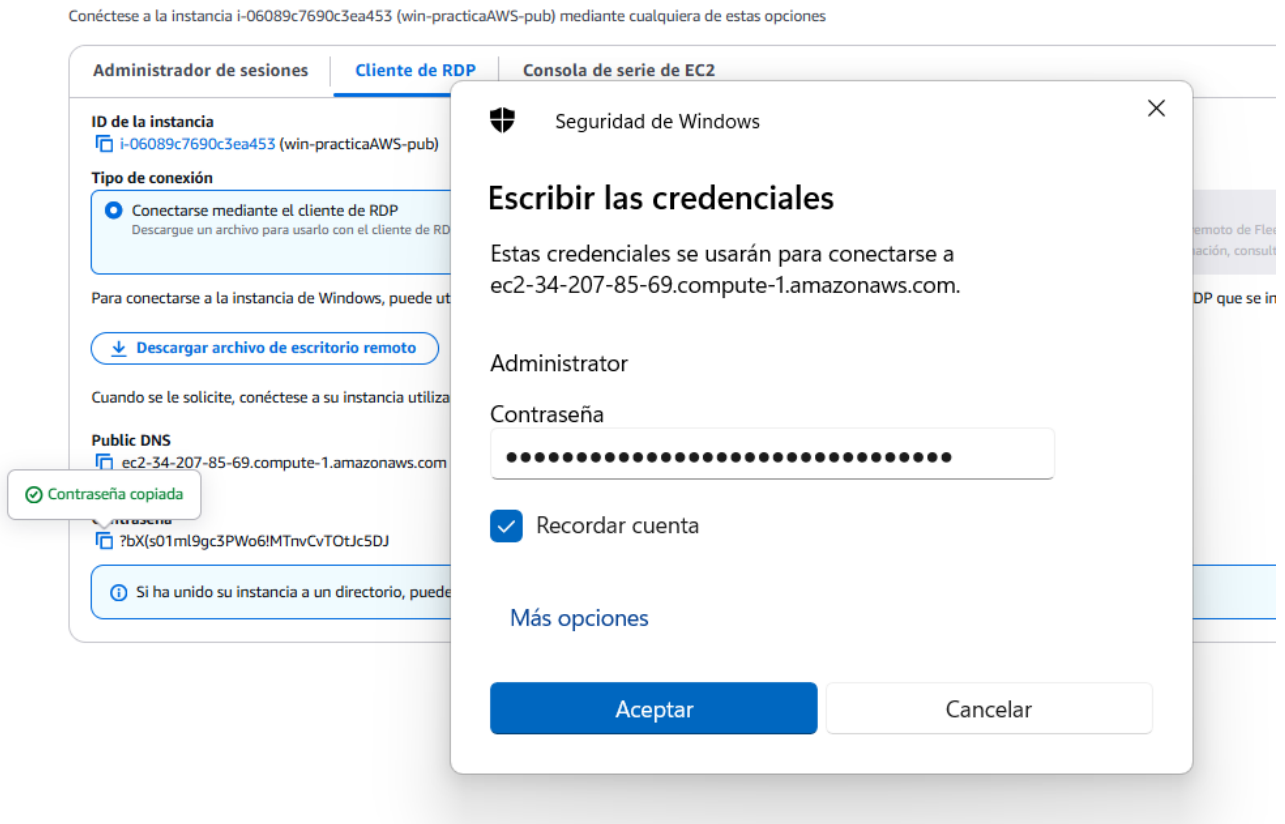 Conéctese a la instancia i-06089c7690c3ea453 (win-practicaAWS-pub) mediante cualquiera de estas opciones
Administrador de sesiones
Cliente de RDP
Consola de serie de EC2
ID de la instancia
i-06089c7690c3ea453 (win-practicaAWS-pub)
Tipo de conexión
Conectarse mediante el cliente de RDP
Descargue un archivo para usarlo con el cliente de RD
remoto de Flee
ación, consult
Para conectarse a la instancia de Windows, puede ut
DP que se in
Descargar archivo de escritorio remoto
Cuando se le solicite, conéctese a su instancia utiliza
Public DNS
ec2-34-207-85-69.compute-1.amazonaws.com
Contraseña copiada
Contraseña
?bX(s01ml9gc3PWo6!MTnvCvTOtJc5DJ
Si ha unido su instancia a un directorio, puede
Seguridad de Windows
Escribir las credenciales
Estas credenciales se usarán para conectarse a
ec2-34-207-85-69.compute-1.amazonaws.com.
Administrator
Contraseña
Recordar cuenta
Más opciones
Aceptar
Cancelar